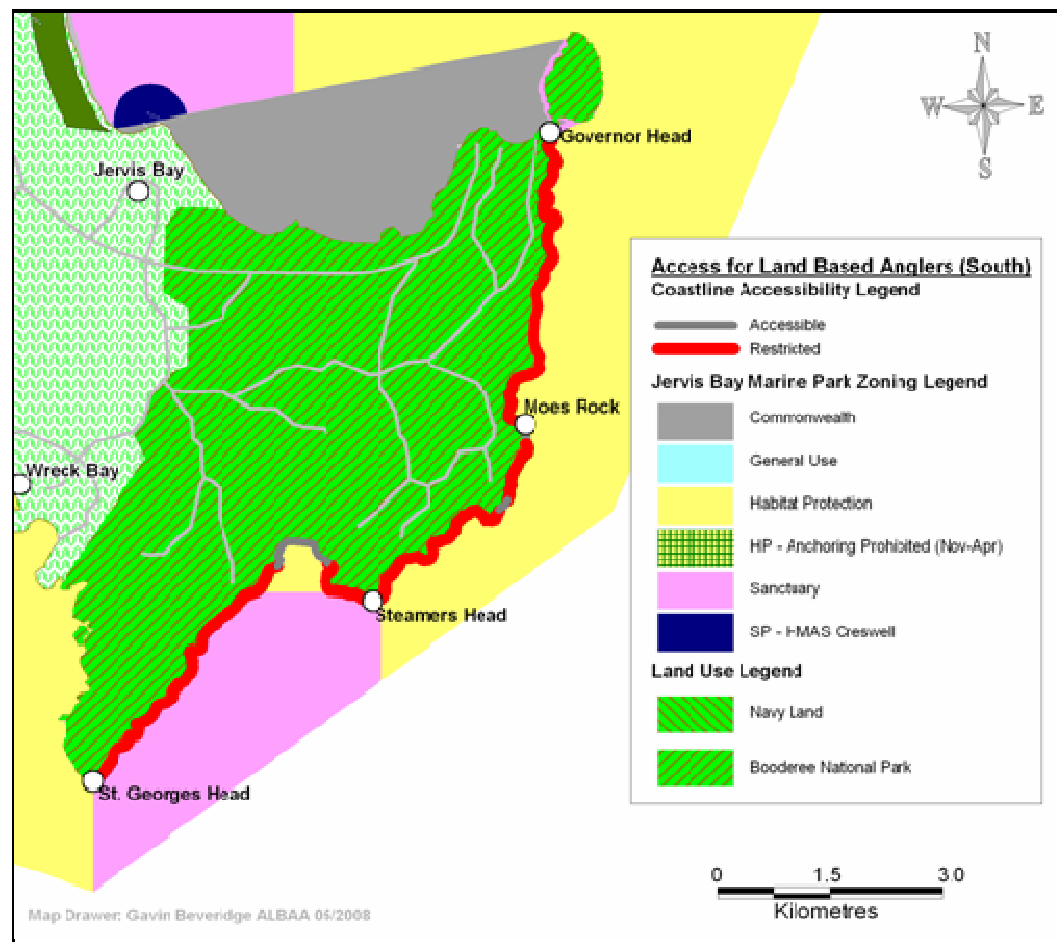 N
W E
S
Governor Head
Jervis Bay
Moes Rock
Wreck Bay
Steamers Head
St. Georges Head
Access for Land Based Anglers (South)
Coastline Accessibility Legend
Accessible
Restricted
Jervis Bay Marine Park Zoning Legend
Commonwealth
General Use
Habitat Protection
HP - Anchoring Prohibited (Nov-Apr)
Sanctuary
SP - HMAS Creswell
Land Use Legend
Navy Land
Booderee National Park
0 1.5 3.0
Kilometres
Map Drawer: Gavin Beveridge ALBAA 06/2008